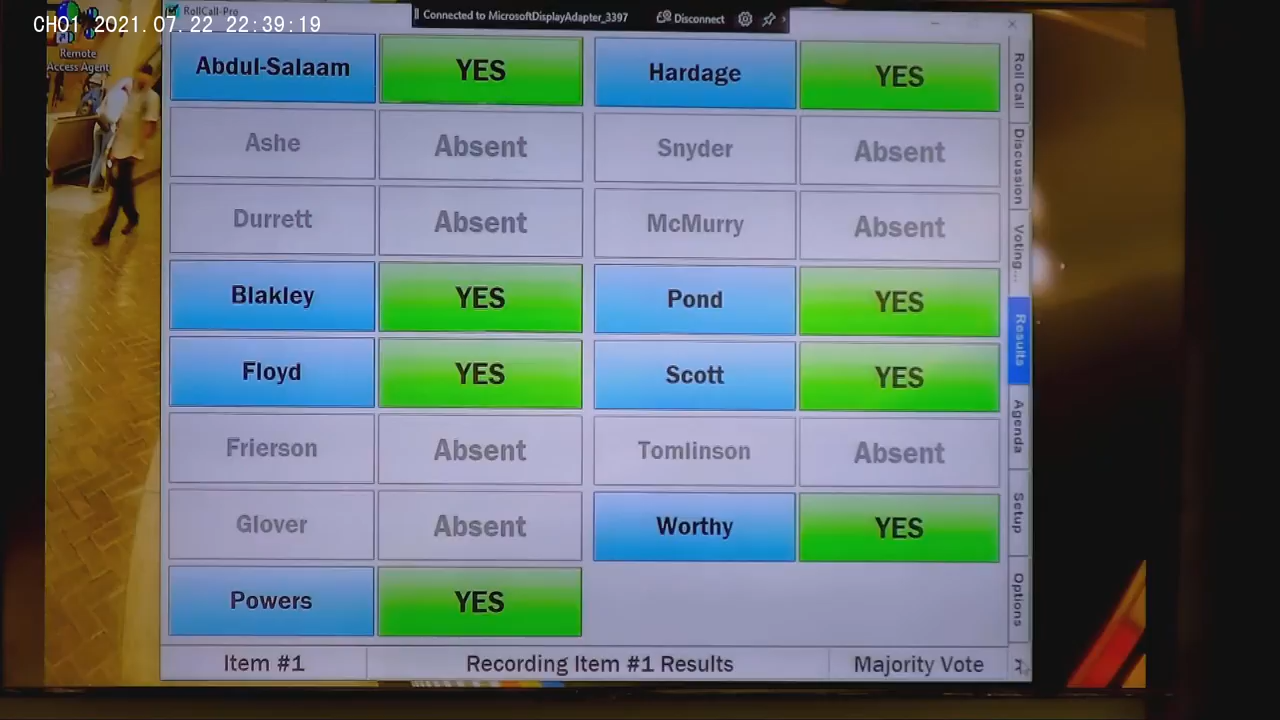 CH01 2021.07.22 22:39:19
RollCall-Pro
Connected to MicrosoftDisplayAdapter_3397 Disconnect
Remote
Access Agent
Abdul-Salaam YES Hardage YES
Ashe Absent Snyder Absent
Durrett Absent McMurry Absent
Blakley YES Pond YES
Floyd YES Scott YES
Frierson Absent Tomlinson Absent
Glover Absent Worthy YES
Powers YES
Roll Call
Discussion
Voting...
Results
Agenda
Setup
Options
Item #1 Recording Item #1 Results Majority Vote